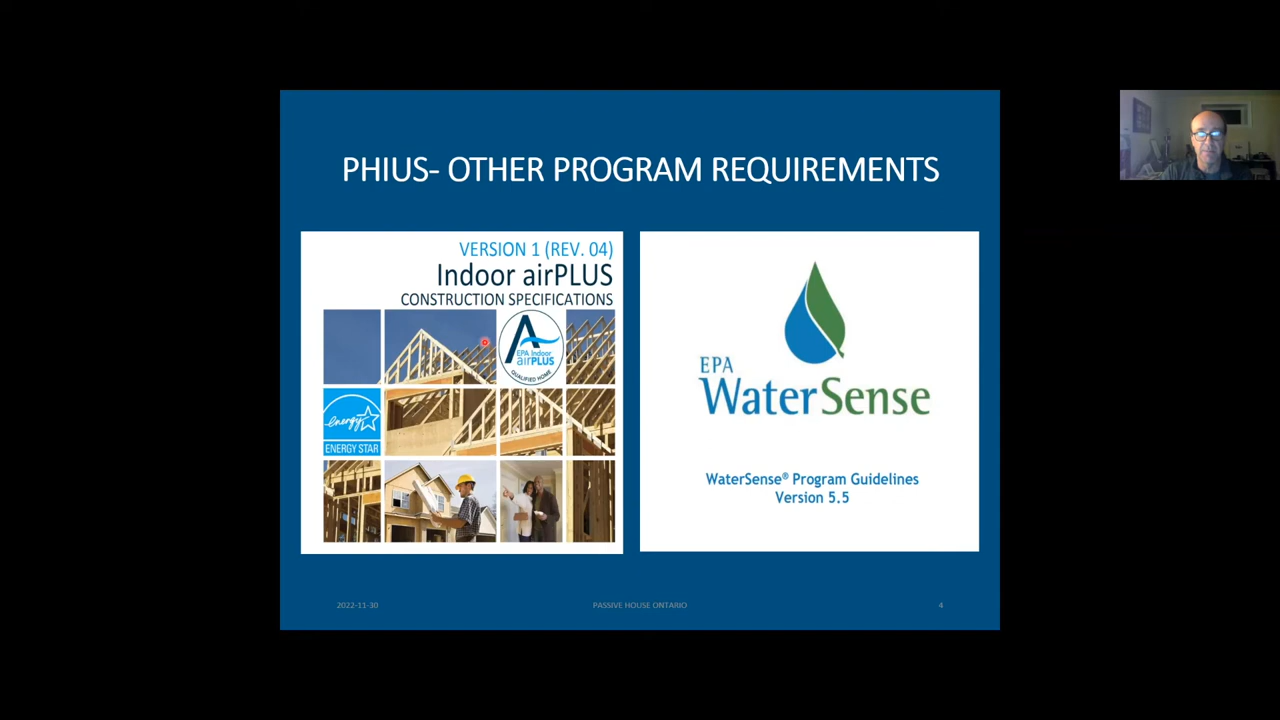 PHIUS- OTHER PROGRAM REQUIREMENTS
VERSION 1 (REV. 04)
Indoor airPLUS
CONSTRUCTION SPECIFICATIONS
EPA Indoor
airPLUS
QUALIFIED HOME
energy
ENERGY STAR
EPA
WaterSense
WaterSense® Program Guidelines
Version 5.5
2022-11-30
PASSIVE HOUSE ONTARIO
4